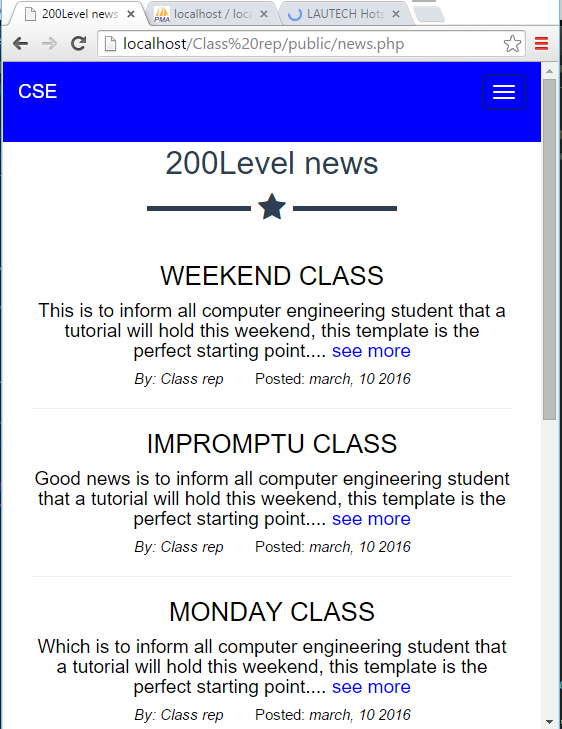 200Level news
localhost / loca
LAUTECH Hots
localhost/Class%20rep/public/news.php
CSE
200Level news
WEEKEND CLASS
This is to inform all computer engineering student that a
tutorial will hold this weekend, this template is the
perfect starting point.... see more
By: Class rep Posted: march, 10 2016
IMPROMPTU CLASS
Good news is to inform all computer engineering student
that a tutorial will hold this weekend, this template is the
perfect starting point.... see more
By: Class rep Posted: march, 10 2016
MONDAY CLASS
Which is to inform all computer engineering student that
a tutorial will hold this weekend, this template is the
perfect starting point.... see more
By: Class rep Posted: march, 10 2016